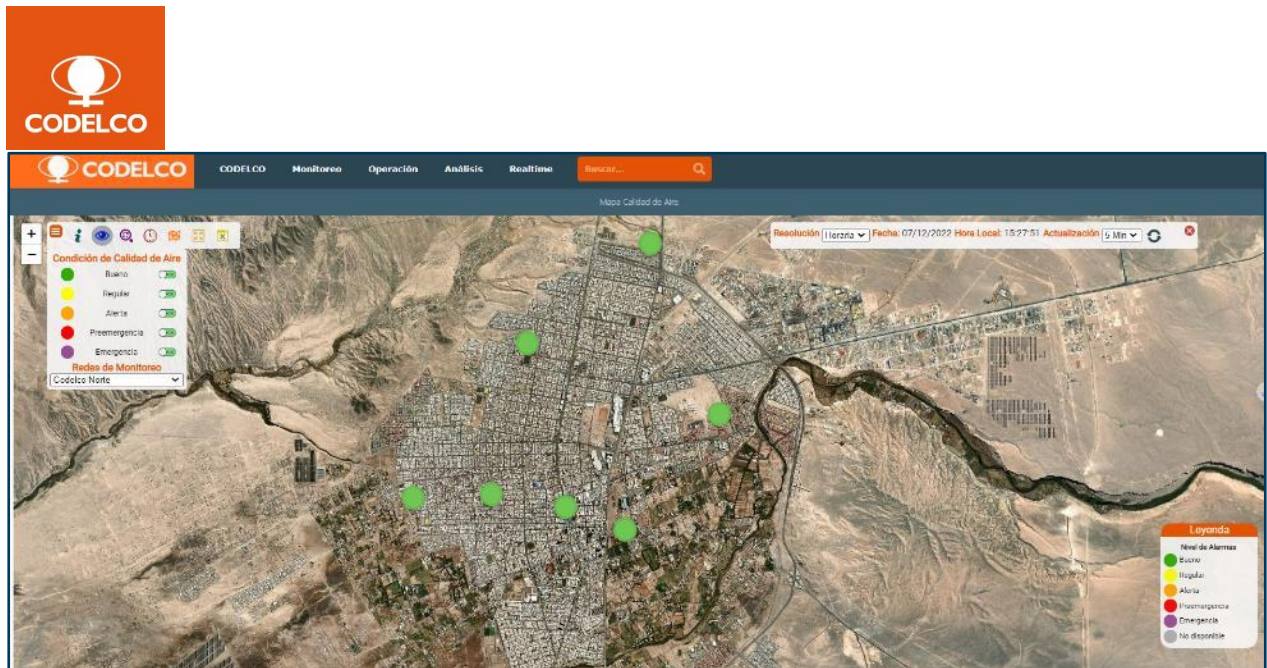 CODELCO
CODELCO CODELCO Monitoreo Operación Análisis Realtime Buscar...
Mapa Calidad de Aire
+
−
Resolución Horaria Fecha: 07/12/2022 Hora Local: 15:27:51 Actualización 5 Min
Condición de Calidad de Aire
Bueno
Regular
Alerta
Preemergencia
Emergencia
Redes de Monitoreo
Codelco Norte
Leyenda
Nivel de Alarmas
Bueno
Regular
Alerta
Preemergencia
Emergencia
No disponible